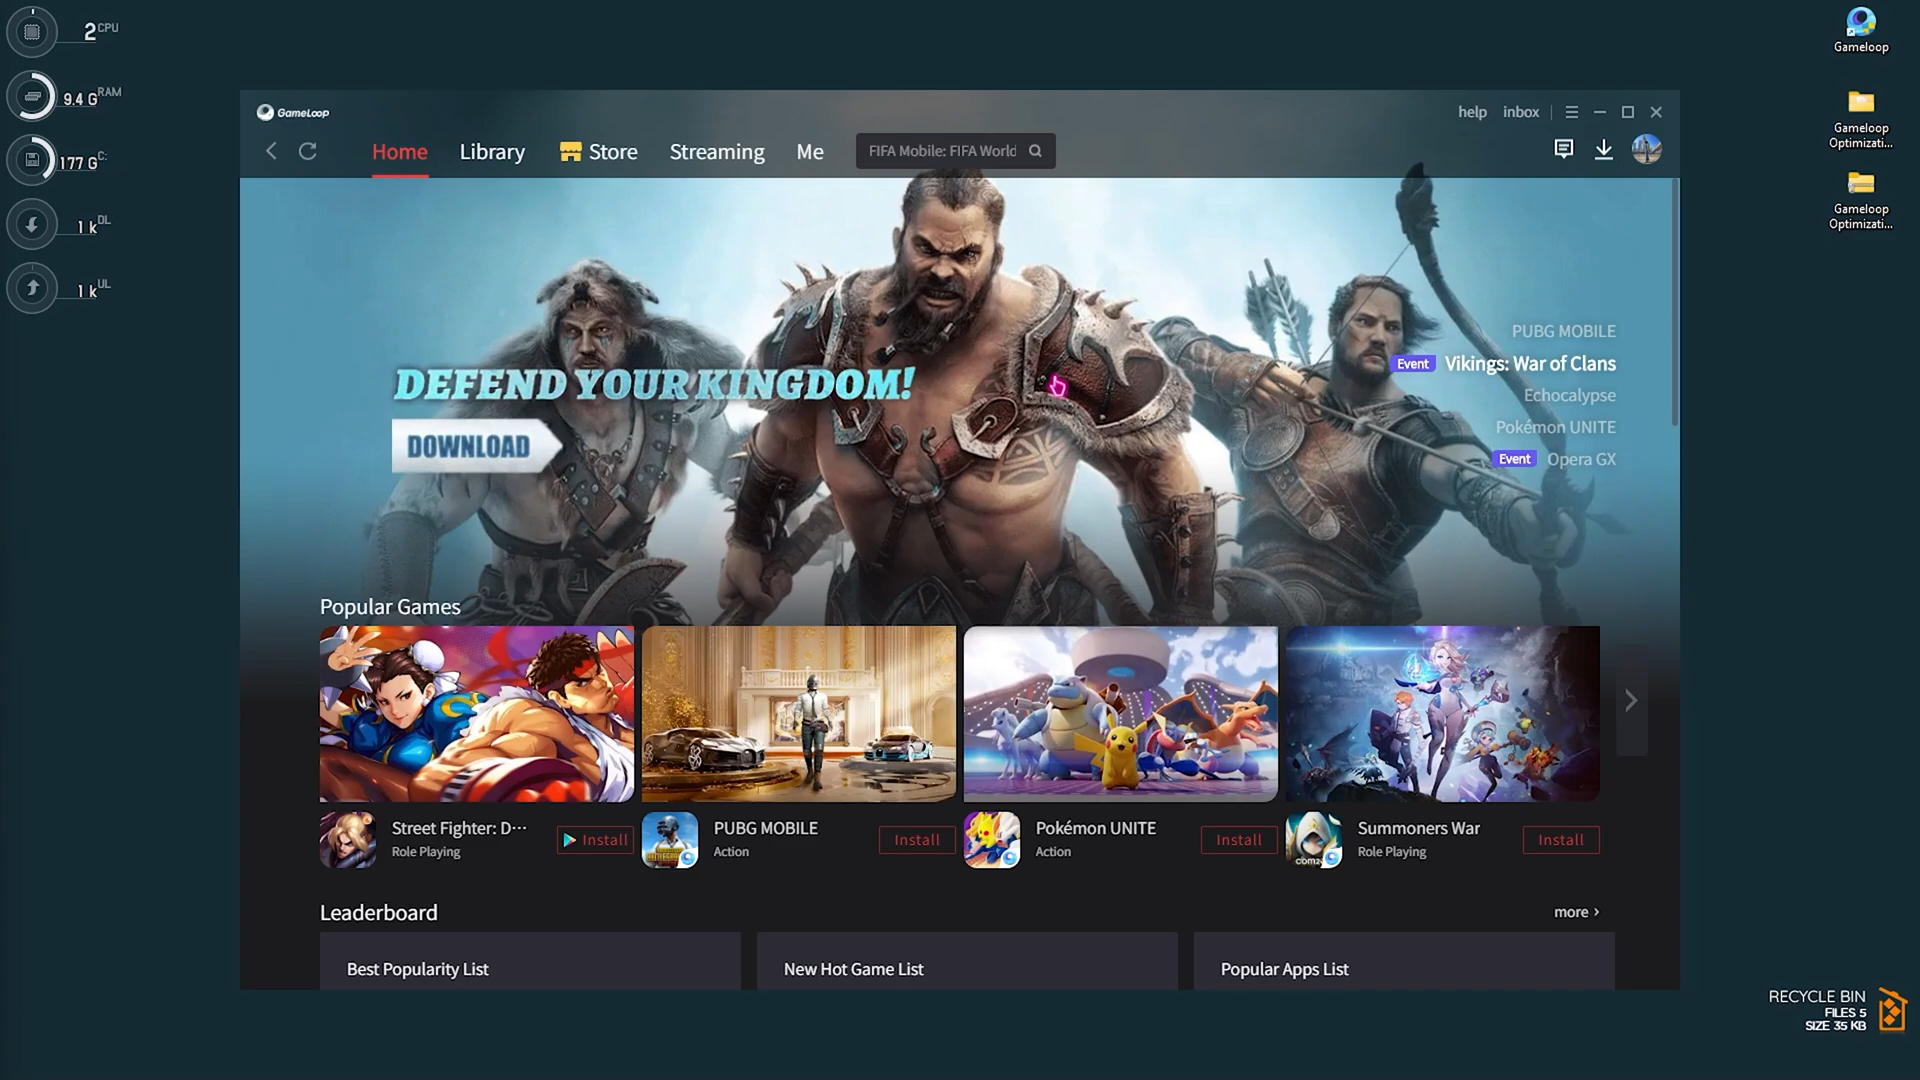 2 CPU
9.4 G RAM
177 G C:
1 k DL
1 k UL
Gameloop
Gameloop
Optimizati...
Gameloop
Optimizati...
GameLoop
help
inbox
Home
Library
Store
Streaming
Me
FIFA Mobile: FIFA World
DEFEND YOUR KINGDOM!
DOWNLOAD
PUBG MOBILE
Event Vikings: War of Clans
Echocalypse
Pokémon UNITE
Event Opera GX
Popular Games
Street Fighter: D···
Role Playing
Install
PUBG MOBILE
Action
Install
Pokémon UNITE
Action
Install
COM2
Summoners War
Role Playing
Install
Leaderboard
more ›
Best Popularity List
New Hot Game List
Popular Apps List
RECYCLE BIN
FILES 5
SIZE 35 KB